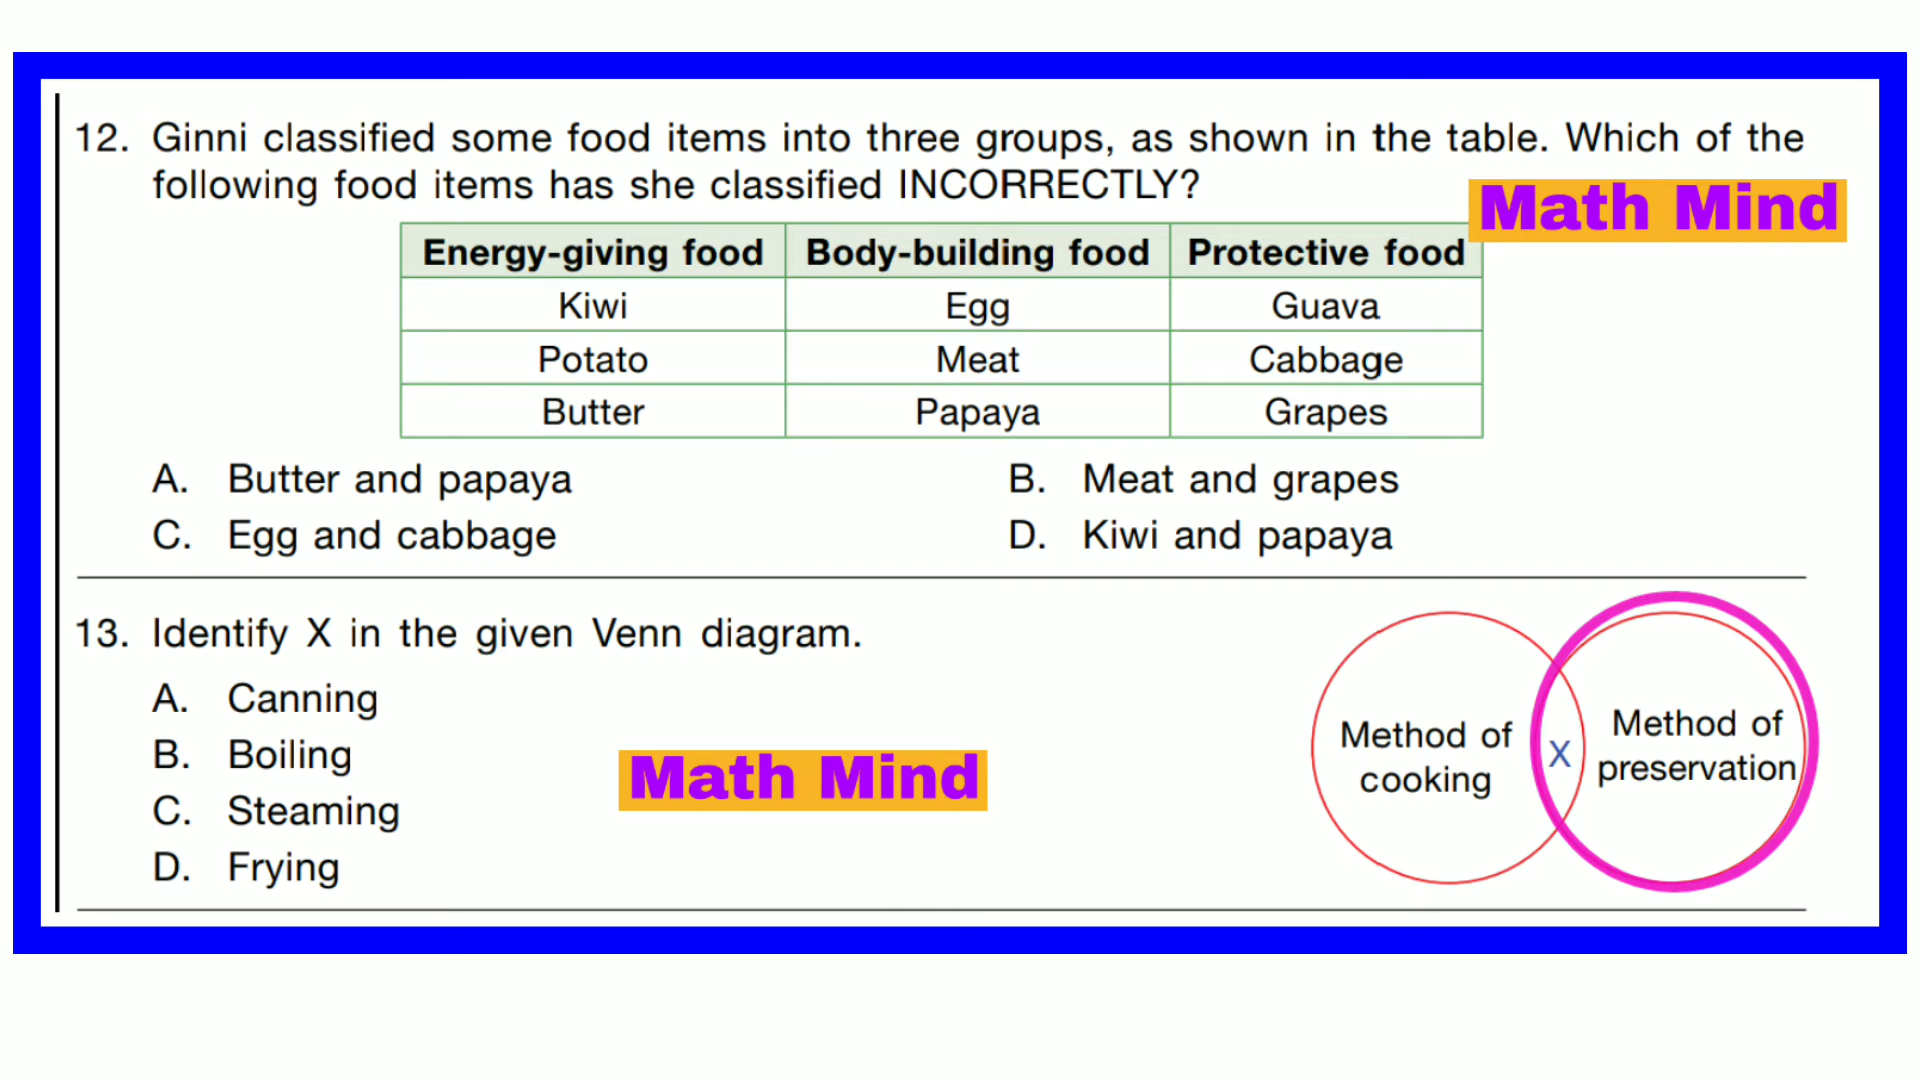 12. Ginni classified some food items into three groups, as shown in the table. Which of the
following food items has she classified INCORRECTLY?
Math Mind
Energy-giving food Body-building food Protective food
Kiwi Egg Guava
Potato Meat Cabbage
Butter Papaya Grapes
A. Butter and papaya B. Meat and grapes
C. Egg and cabbage D. Kiwi and papaya
13. Identify X in the given Venn diagram.
A. Canning
B. Boiling
C. Steaming
D. Frying
Math Mind
Method of
cooking
X
Method of
preservation